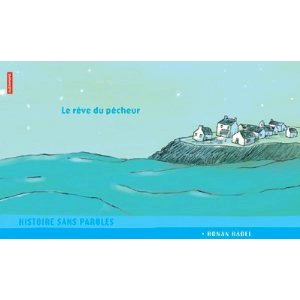 Le rêve du pêcheur
HISTOIRE SANS PAROLES
• RONAN BADEL